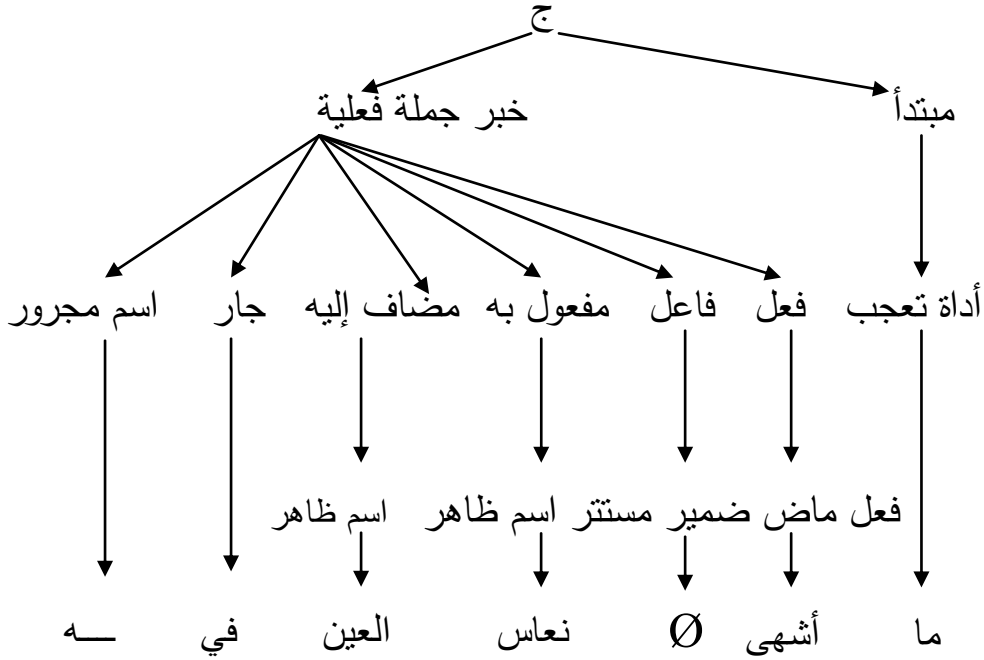 ج
مبتدأ خبر جملة فعلية
أداة تعجب فعل فاعل مفعول به مضاف إليه جار اسم مجرور
فعل ماض ضمير مستتر اسم ظاهر اسم ظاهر
ما أشهى Ø نعاس العين في ـــه